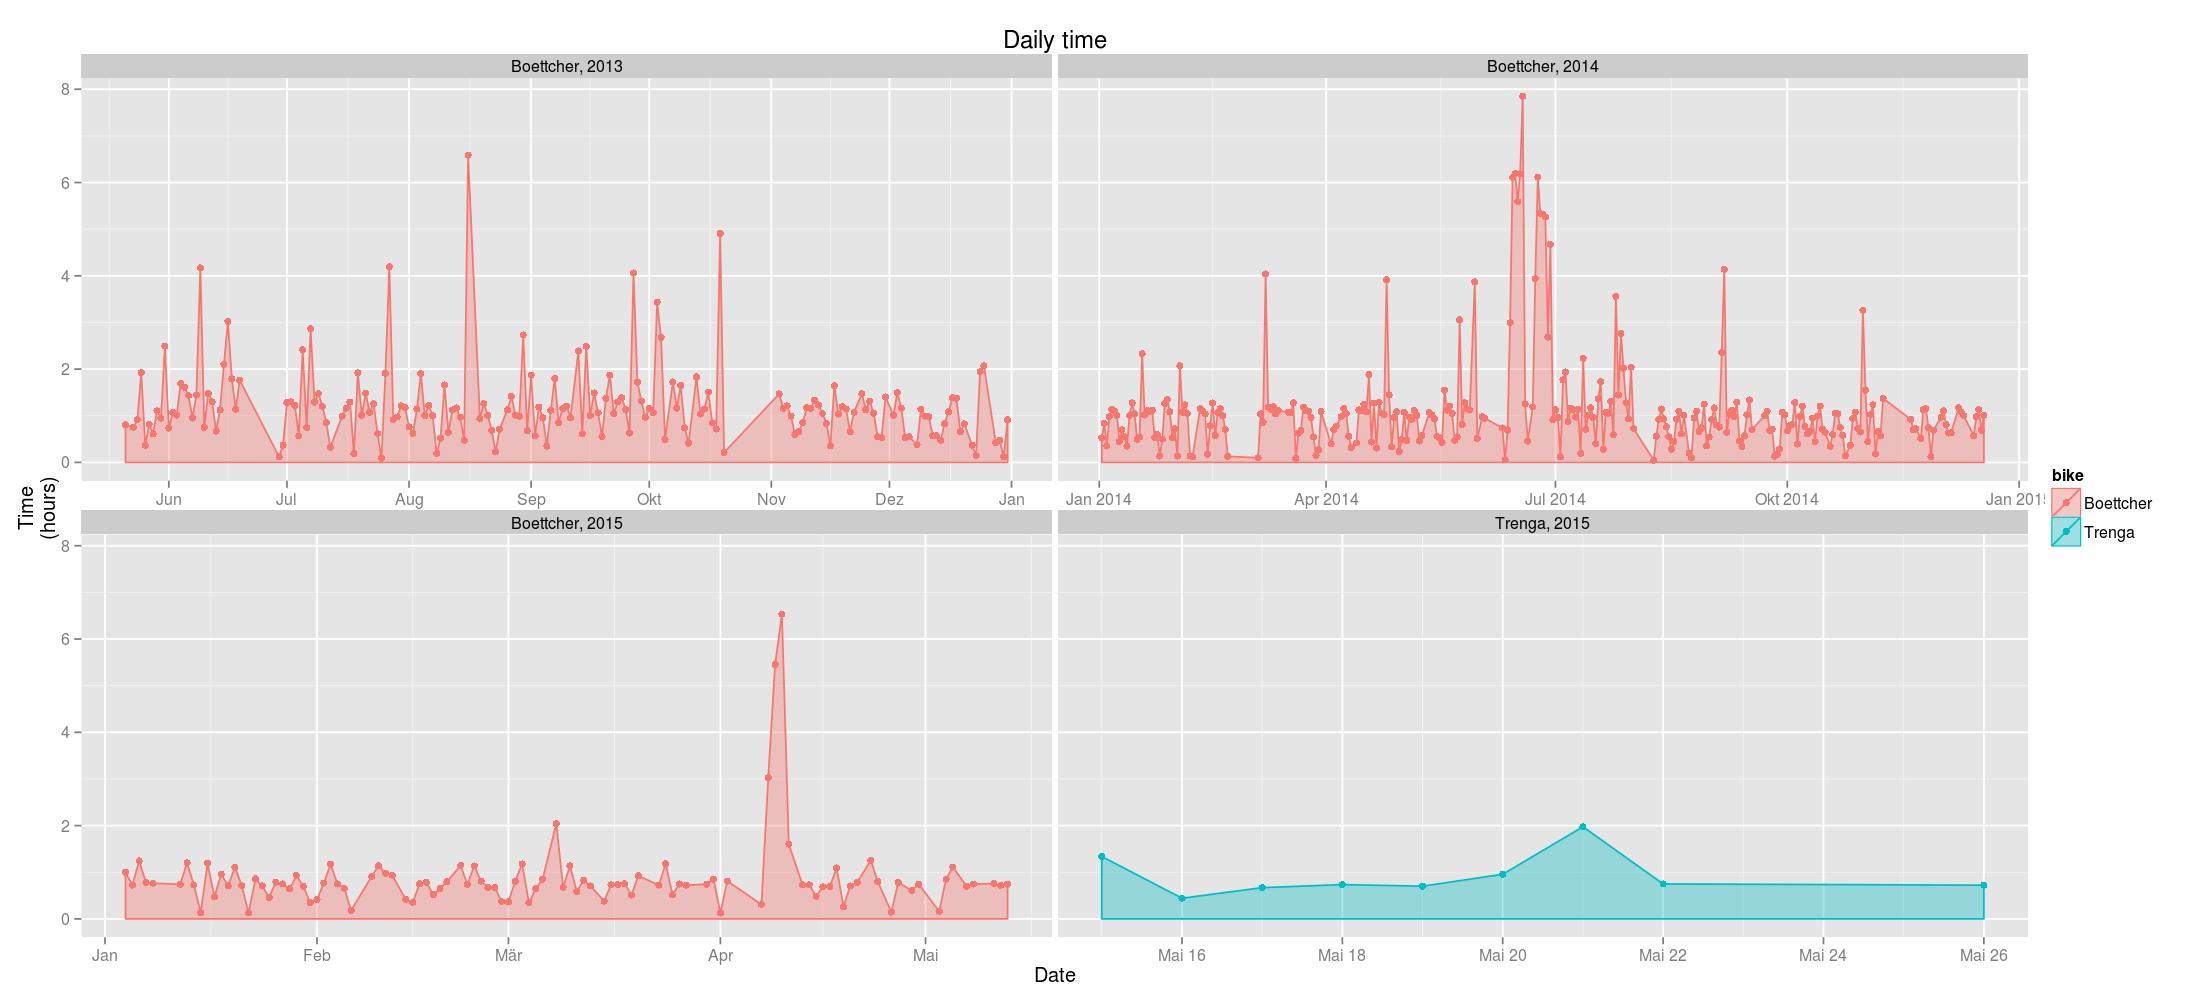 Daily time
Boettcher, 2013
Boettcher, 2014
8
6
4
2
0
Jun Jul Aug Sep Okt Nov Dez Jan
Jan 2014 Apr 2014 Jul 2014 Okt 2014 Jan 201
Time
(hours)
Boettcher, 2015
Trenga, 2015
8
6
4
2
0
Jan Feb Mär Apr Mai
Mai 16 Mai 18 Mai 20 Mai 22 Mai 24 Mai 26
Date
bike
Boettcher
Trenga